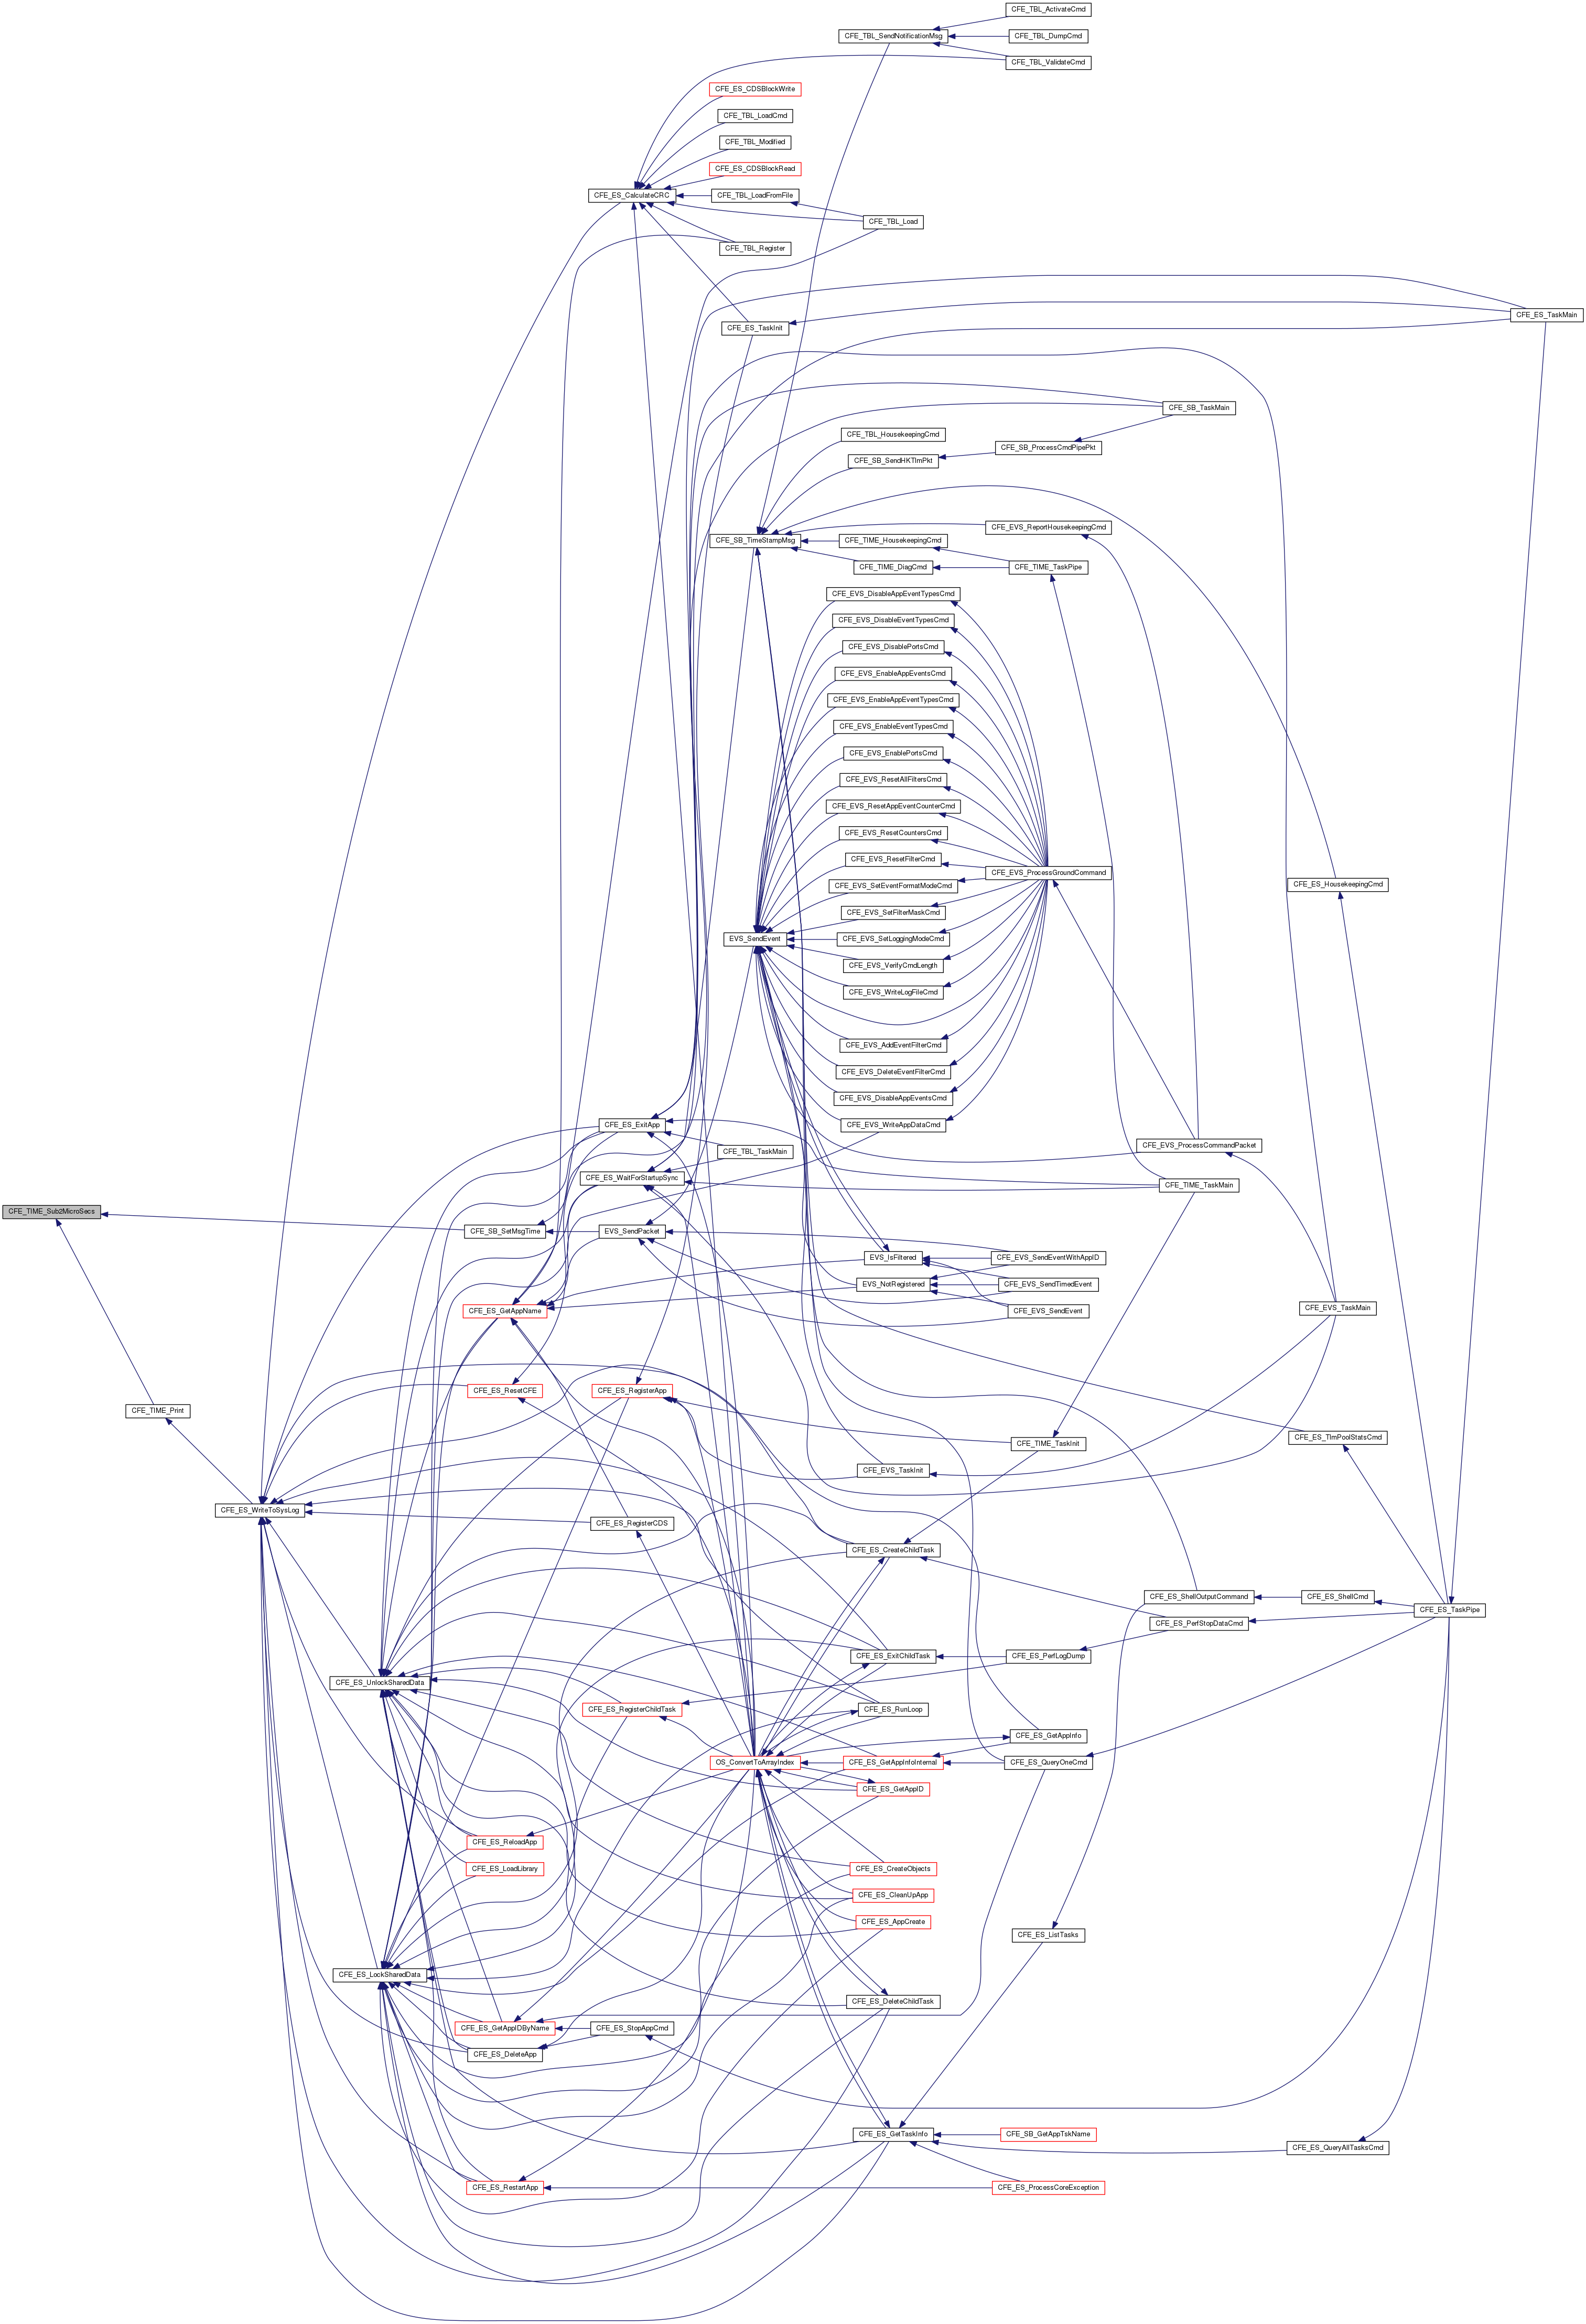 CFE_TBL_ActivateCmd
CFE_TBL_SendNotificationMsg
CFE_TBL_DumpCmd
CFE_TBL_ValidateCmd
CFE_ES_CDSBlockWrite
CFE_TBL_LoadCmd
CFE_TBL_Modified
CFE_ES_CDSBlockRead
CFE_ES_CalculateCRC
CFE_TBL_LoadFromFile
CFE_TBL_Load
CFE_TBL_Register
CFE_ES_TaskInit
CFE_ES_TaskMain
CFE_SB_TaskMain
CFE_TBL_HousekeepingCmd
CFE_SB_ProcessCmdPipePkt
CFE_SB_SendHKTlmPkt
CFE_EVS_ReportHousekeepingCmd
CFE_SB_TimeStampMsg
CFE_TIME_HousekeepingCmd
CFE_TIME_DiagCmd
CFE_TIME_TaskPipe
CFE_EVS_DisableAppEventTypesCmd
CFE_EVS_DisableEventTypesCmd
CFE_EVS_DisablePortsCmd
CFE_EVS_EnableAppEventsCmd
CFE_EVS_EnableAppEventTypesCmd
CFE_EVS_EnableEventTypesCmd
CFE_EVS_EnablePortsCmd
CFE_EVS_ResetAllFiltersCmd
CFE_EVS_ResetAppEventCounterCmd
CFE_EVS_ResetCountersCmd
CFE_EVS_ResetFilterCmd
CFE_EVS_ProcessGroundCommand
CFE_EVS_SetEventFormatModeCmd
CFE_ES_HousekeepingCmd
CFE_EVS_SetFilterMaskCmd
EVS_SendEvent
CFE_EVS_SetLoggingModeCmd
CFE_EVS_VerifyCmdLength
CFE_EVS_WriteLogFileCmd
CFE_EVS_AddEventFilterCmd
CFE_EVS_DeleteEventFilterCmd
CFE_EVS_DisableAppEventsCmd
CFE_ES_ExitApp
CFE_EVS_WriteAppDataCmd
CFE_EVS_ProcessCommandPacket
CFE_TBL_TaskMain
CFE_ES_WaitForStartupSync
CFE_TIME_TaskMain
CFE_TIME_Sub2MicroSecs
CFE_SB_SetMsgTime
EVS_SendPacket
EVS_IsFiltered
CFE_EVS_SendEventWithAppID
EVS_NotRegistered
CFE_EVS_SendTimedEvent
CFE_ES_GetAppName
CFE_EVS_SendEvent
CFE_EVS_TaskMain
CFE_ES_ResetCFE
CFE_ES_RegisterApp
CFE_TIME_Print
CFE_ES_TlmPoolStatsCmd
CFE_TIME_TaskInit
CFE_EVS_TaskInit
CFE_ES_WriteToSysLog
CFE_ES_RegisterCDS
CFE_ES_CreateChildTask
CFE_ES_ShellOutputCommand
CFE_ES_ShellCmd
CFE_ES_TaskPipe
CFE_ES_PerfStopDataCmd
CFE_ES_ExitChildTask
CFE_ES_PerfLogDump
CFE_ES_UnlockSharedData
CFE_ES_RegisterChildTask
CFE_ES_RunLoop
CFE_ES_GetAppInfo
OS_ConvertToArrayIndex
CFE_ES_GetAppInfoInternal
CFE_ES_QueryOneCmd
CFE_ES_GetAppID
CFE_ES_ReloadApp
CFE_ES_LoadLibrary
CFE_ES_CreateObjects
CFE_ES_CleanUpApp
CFE_ES_AppCreate
CFE_ES_ListTasks
CFE_ES_LockSharedData
CFE_ES_DeleteChildTask
CFE_ES_GetAppIDByName
CFE_ES_StopAppCmd
CFE_ES_DeleteApp
CFE_ES_GetTaskInfo
CFE_SB_GetAppTskName
CFE_ES_QueryAllTasksCmd
CFE_ES_RestartApp
CFE_ES_ProcessCoreException